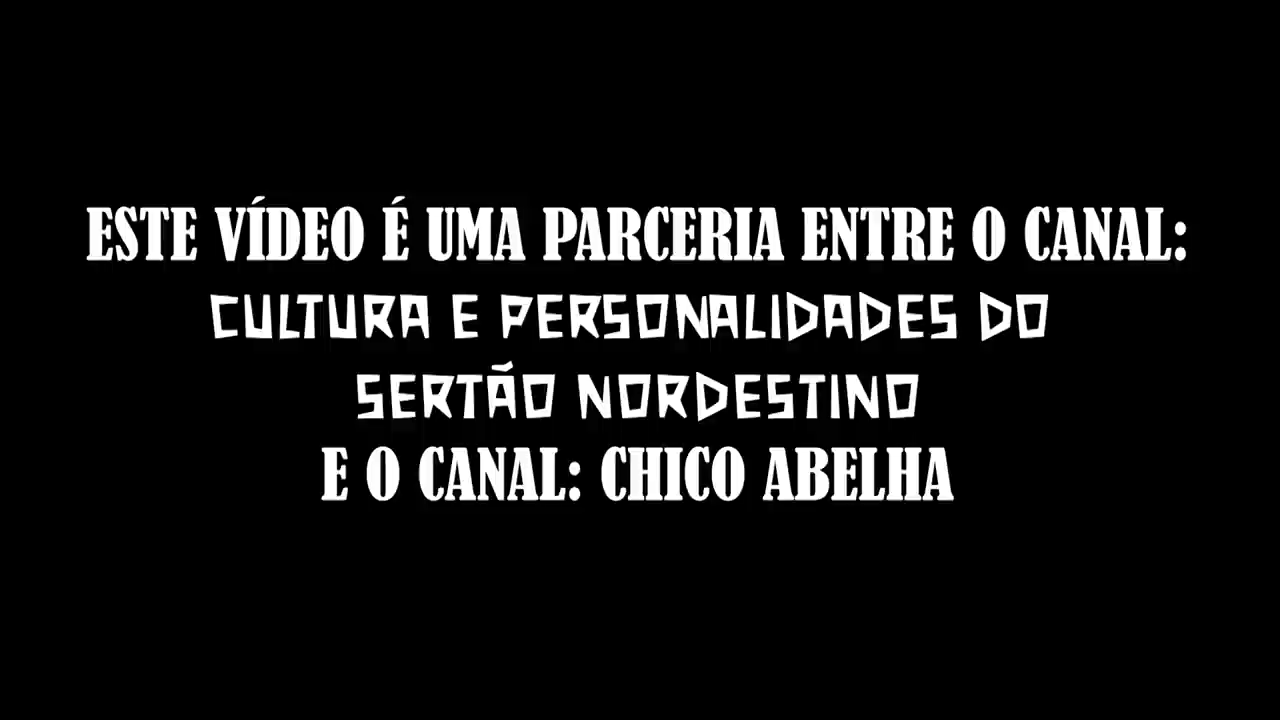 ESTE VÍDEO É UMA PARCERIA ENTRE O CANAL:
CULTURA E PERSONALIDADES DO
SERTÃO NORDESTINO
E O CANAL: CHICO ABELHA